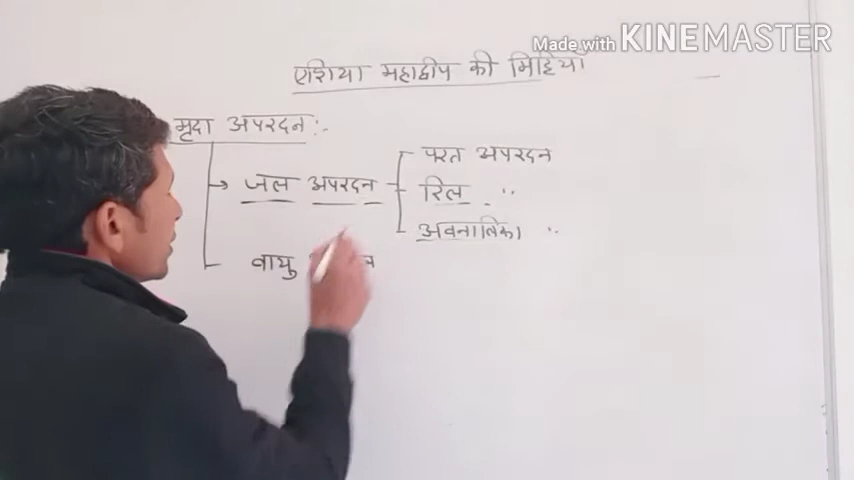 Made with KINEMASTER
एशिया महाद्वीप की मिट्टियाँ
मृदा अपरदन :-
जल अपरदन
परत अपरदन
रिल "
अवनालिका "
वायु